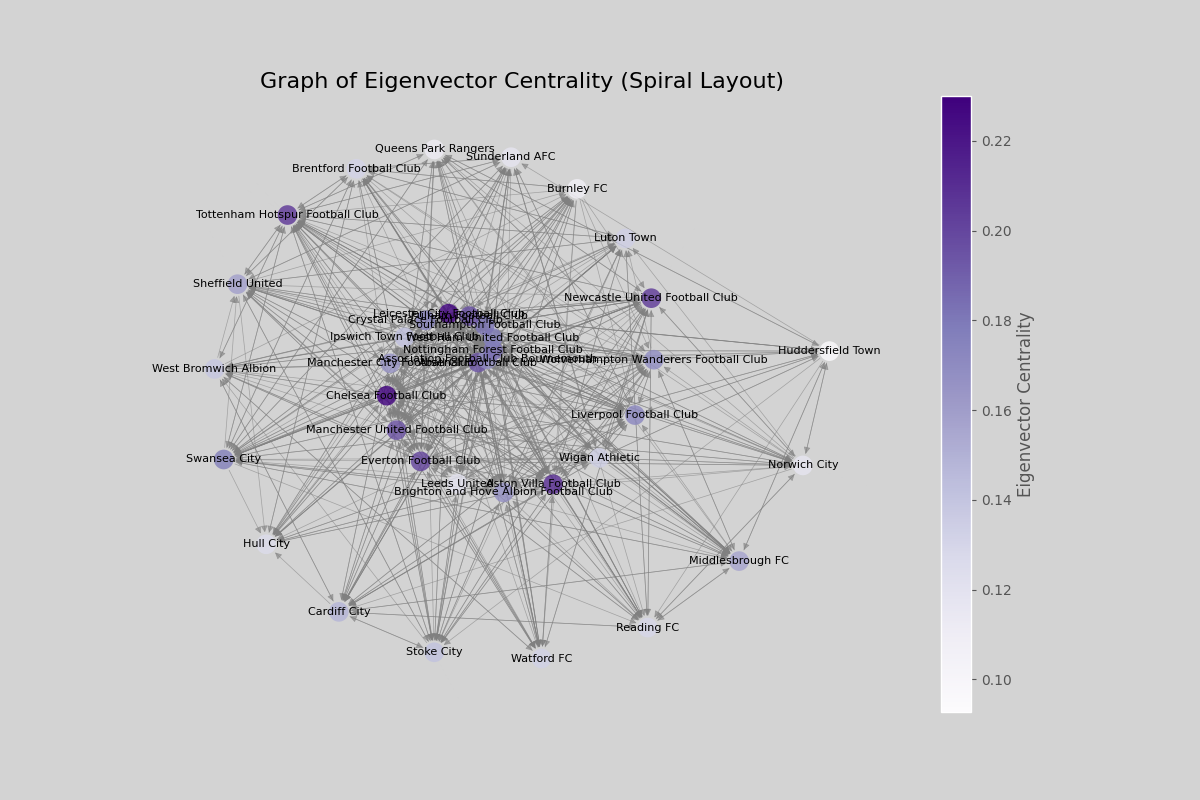 Graph of Eigenvector Centrality (Spiral Layout)
Queens Park Rangers
Sunderland AFC
Brentford Football Club
Burnley FC
Tottenham Hotspur Football Club
Luton Town
Sheffield United
Newcastle United Football Club
Leicester City Football Club
Crystal Palace Football Club
Southampton Football Club
Ipswich Town Football Club
West Ham United Football Club
Nottingham Forest Football Club
Huddersfield Town
Association Football Club Bournemouth
Wolverhampton Wanderers Football Club
Manchester City Football Club
Arsenal Football Club
West Bromwich Albion
Chelsea Football Club
Liverpool Football Club
Manchester United Football Club
Swansea City
Everton Football Club
Wigan Athletic
Norwich City
Leeds United
Aston Villa Football Club
Brighton and Hove Albion Football Club
Hull City
Middlesbrough FC
Cardiff City
Reading FC
Stoke City
Watford FC
0.22
0.20
0.18
0.16
0.14
0.12
0.10
Eigenvector Centrality